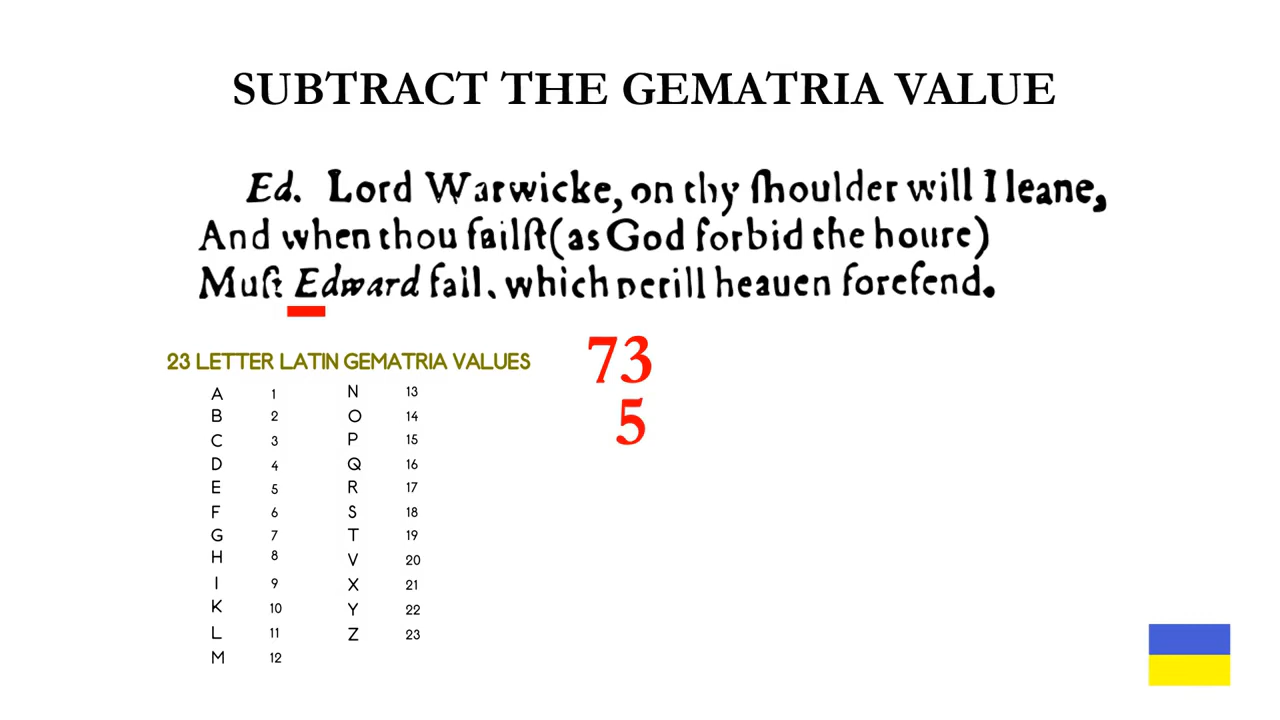 SUBTRACT THE GEMATRIA VALUE
Ed. Lord Warwicke, on thy ſhoulder will I leane,
And when thou failſt (as God forbid the houre)
Muſt Edward fall, which perill heauen forefend.
23 LETTER LATIN GEMATRIA VALUES
A 1
B 2
C 3
D 4
E 5
F 6
G 7
H 8
I 9
K 10
L 11
M 12
N 13
O 14
P 15
Q 16
R 17
S 18
T 19
V 20
X 21
Y 22
Z 23
73
5